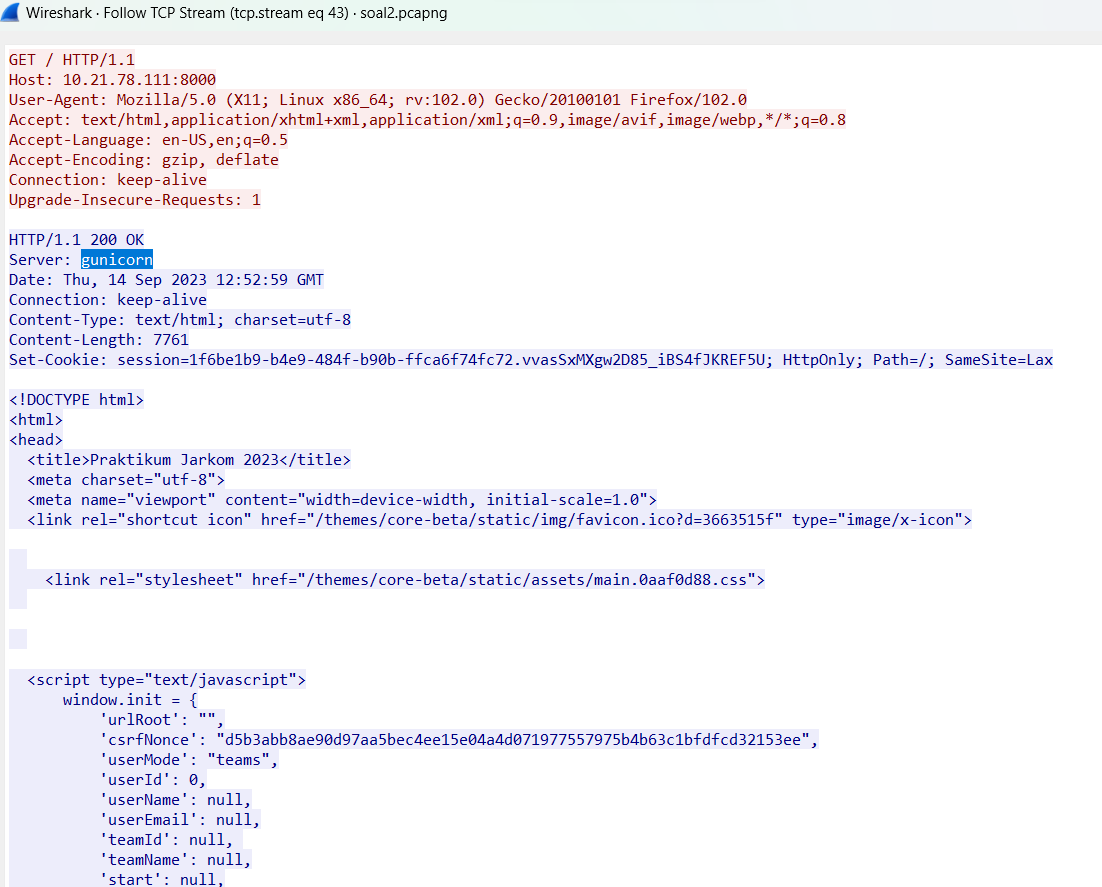 Wireshark · Follow TCP Stream (tcp.stream eq 43) · soal2.pcapng
GET / HTTP/1.1
Host: 10.21.78.111:8000
User-Agent: Mozilla/5.0 (X11; Linux x86_64; rv:102.0) Gecko/20100101 Firefox/102.0
Accept: text/html,application/xhtml+xml,application/xml;q=0.9,image/avif,image/webp,*/*;q=0.8
Accept-Language: en-US,en;q=0.5
Accept-Encoding: gzip, deflate
Connection: keep-alive
Upgrade-Insecure-Requests: 1
HTTP/1.1 200 OK
Server: gunicorn
Date: Thu, 14 Sep 2023 12:52:59 GMT
Connection: keep-alive
Content-Type: text/html; charset=utf-8
Content-Length: 7761
Set-Cookie: session=1f6be1b9-b4e9-484f-b90b-ffca6f74fc72.vvasSxMXgw2D85_iBS4fJKREF5U; HttpOnly; Path=/; SameSite=Lax
<!DOCTYPE html>
<html>
<head>
<title>Praktikum Jarkom 2023</title>
<meta charset="utf-8">
<meta name="viewport" content="width=device-width, initial-scale=1.0">
<link rel="shortcut icon" href="/themes/core-beta/static/img/favicon.ico?d=3663515f" type="image/x-icon">
<link rel="stylesheet" href="/themes/core-beta/static/assets/main.0aaf0d88.css">
<script type="text/javascript">
window.init = {
'urlRoot': "",
'csrfNonce': "d5b3abb8ae90d97aa5bec4ee15e04a4d071977557975b4b63c1bfdfcd32153ee",
'userMode': "teams",
'userId': 0,
'userName': null,
'userEmail': null,
'teamId': null,
'teamName': null,
'start': null,